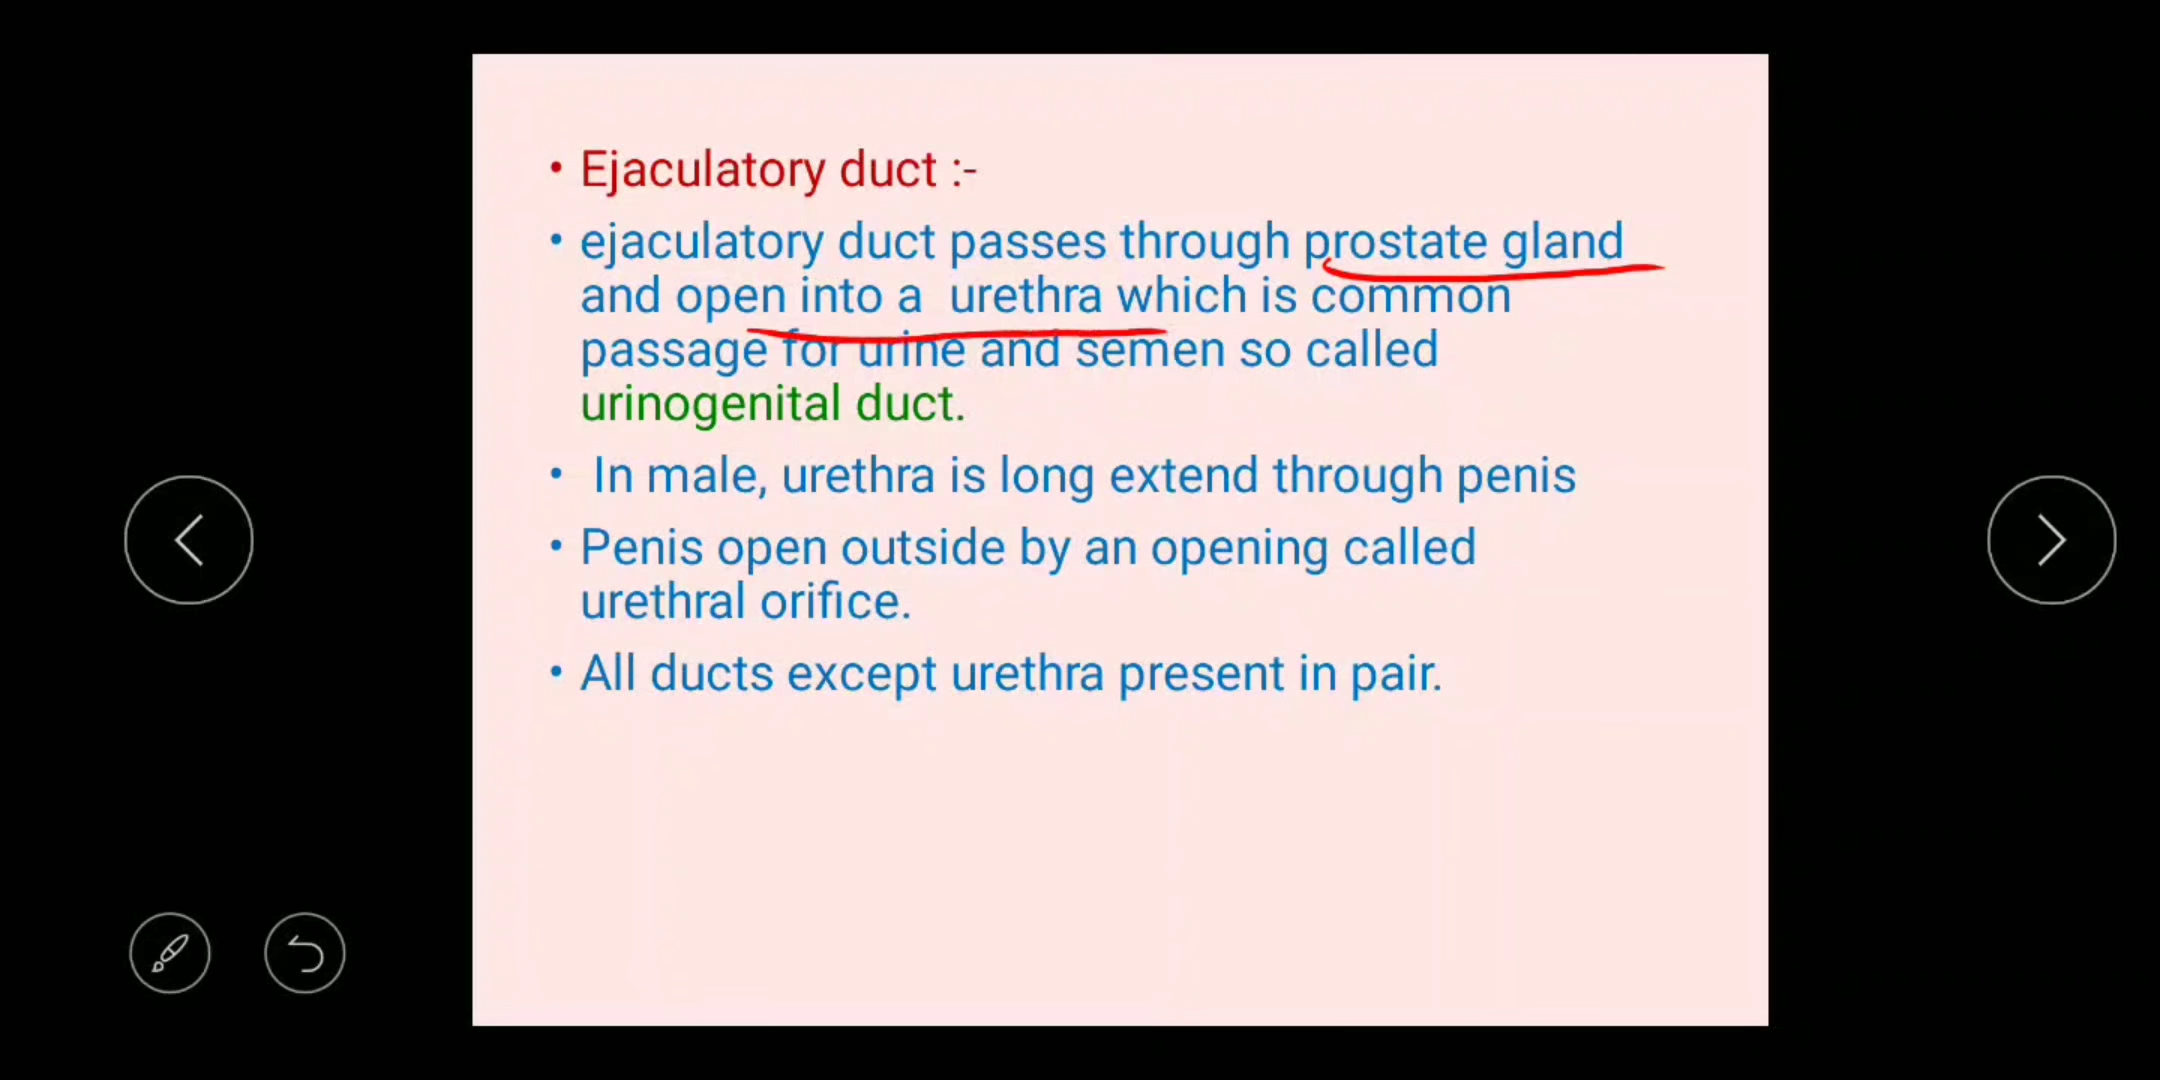 • Ejaculatory duct :-
• ejaculatory duct passes through prostate gland
and open into a urethra which is common
passage for urine and semen so called
urinogenital duct.
• In male, urethra is long extend through penis
• Penis open outside by an opening called
urethral orifice.
• All ducts except urethra present in pair.